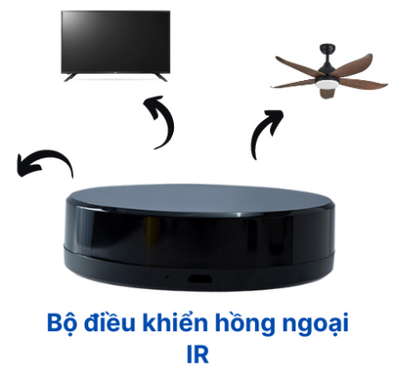 Bộ điều khiển hồng ngoại
IR